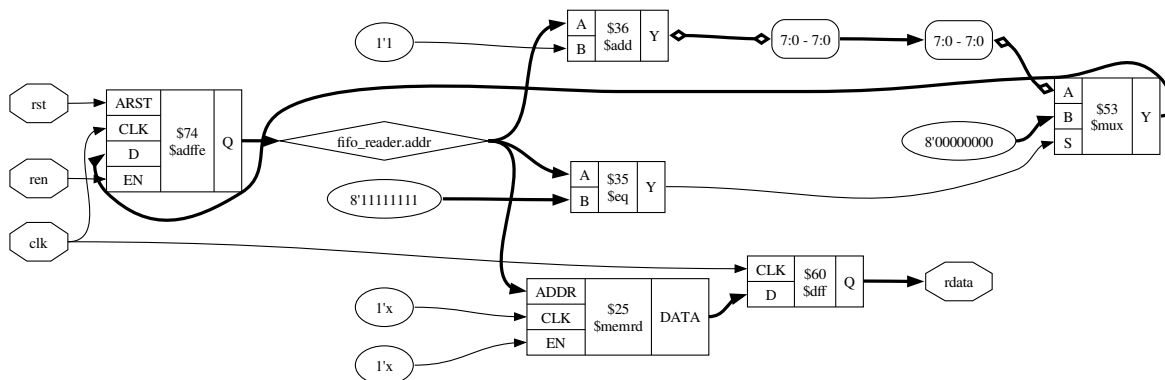 rst
ren
clk
ARST
CLK
D
EN
$74
$adffe
Q
fifo_reader.addr
1'1
A
B
$36
$add
Y
7:0 - 7:0
7:0 - 7:0
8'11111111
A
B
$35
$eq
Y
8'00000000
A
B
S
$53
$mux
Y
1'x
1'x
ADDR
CLK
EN
$25
$memrd
DATA
CLK
D
$60
$dff
Q
rdata